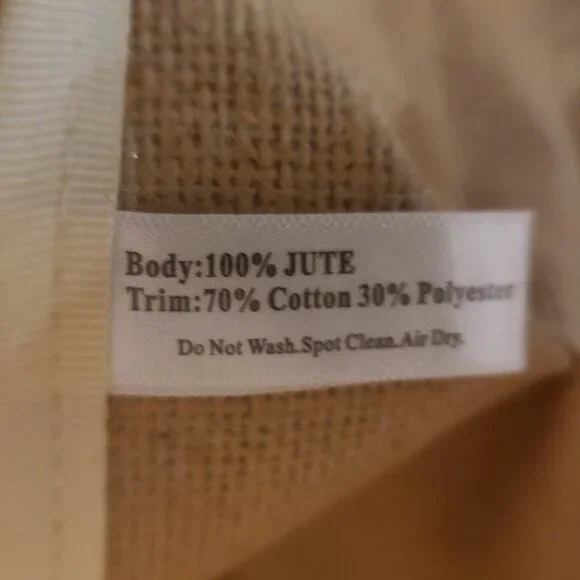 Body:100% JUTE
Trim:70% Cotton 30% Polyester
Do Not Wash.Spot Clean.Air Dry.